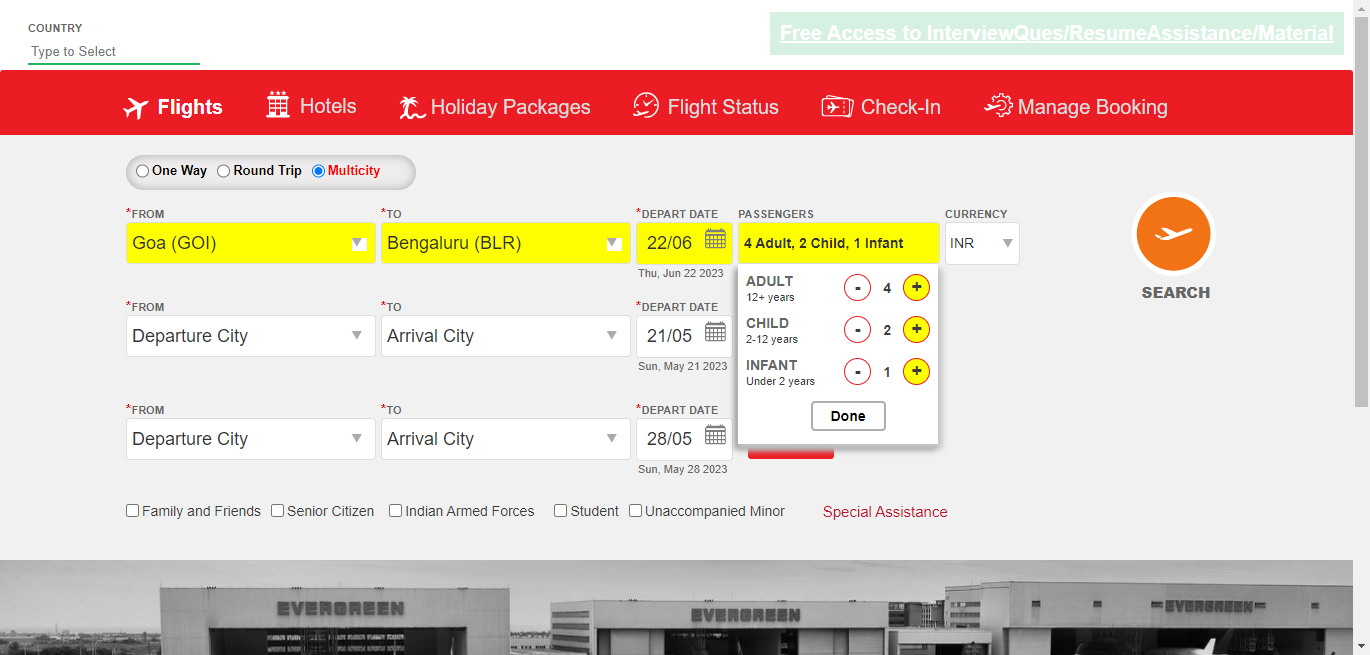 COUNTRY
Type to Select
Free Access to InterviewQues/ResumeAssistance/Material
Flights
Hotels
Holiday Packages
Flight Status
Check-In
Manage Booking
One Way
Round Trip
Multicity
*FROM
*TO
*DEPART DATE
PASSENGERS
CURRENCY
Goa (GOI)
Bengaluru (BLR)
22/06
4 Adult, 2 Child, 1 Infant
INR
Thu, Jun 22 2023
ADULT
12+ years
- 4 +
CHILD
2-12 years
- 2 +
INFANT
Under 2 years
- 1 +
Done
SEARCH
*FROM
*TO
*DEPART DATE
Departure City
Arrival City
21/05
Sun, May 21 2023
*FROM
*TO
*DEPART DATE
Departure City
Arrival City
28/05
Sun, May 28 2023
Family and Friends
Senior Citizen
Indian Armed Forces
Student
Unaccompanied Minor
Special Assistance
EVERGREEN
EVERGREEN
EVERGREEN